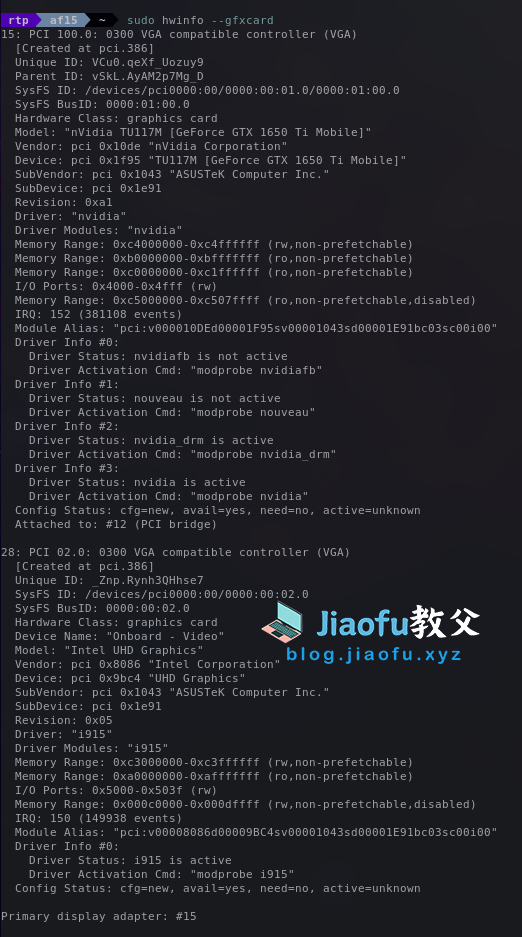 rtp af15 ~ sudo hwinfo --gfxcard
15: PCI 100.0: 0300 VGA compatible controller (VGA)
  [Created at pci.386]
  Unique ID: VCu0.qeXf_Uozuy9
  Parent ID: vSkL.AyAM2p7Mg_D
  SysFS ID: /devices/pci0000:00/0000:00:01.0/0000:01:00.0
  SysFS BusID: 0000:01:00.0
  Hardware Class: graphics card
  Model: "nVidia TU117M [GeForce GTX 1650 Ti Mobile]"
  Vendor: pci 0x10de "nVidia Corporation"
  Device: pci 0x1f95 "TU117M [GeForce GTX 1650 Ti Mobile]"
  SubVendor: pci 0x1043 "ASUSTeK Computer Inc."
  SubDevice: pci 0x1e91
  Revision: 0xa1
  Driver: "nvidia"
  Driver Modules: "nvidia"
  Memory Range: 0xc4000000-0xc4ffffff (rw,non-prefetchable)
  Memory Range: 0xb0000000-0xbfffffff (ro,non-prefetchable)
  Memory Range: 0xc0000000-0xc1ffffff (ro,non-prefetchable)
  I/O Ports: 0x4000-0x4fff (rw)
  Memory Range: 0xc5000000-0xc507ffff (ro,non-prefetchable,disabled)
  IRQ: 152 (381108 events)
  Module Alias: "pci:v000010DEd00001F95sv00001043sd00001E91bc03sc00i00"
  Driver Info #0:
    Driver Status: nvidiafb is not active
    Driver Activation Cmd: "modprobe nvidiafb"
  Driver Info #1:
    Driver Status: nouveau is not active
    Driver Activation Cmd: "modprobe nouveau"
  Driver Info #2:
    Driver Status: nvidia_drm is active
    Driver Activation Cmd: "modprobe nvidia_drm"
  Driver Info #3:
    Driver Status: nvidia is active
    Driver Activation Cmd: "modprobe nvidia"
  Config Status: cfg=new, avail=yes, need=no, active=unknown
  Attached to: #12 (PCI bridge)

28: PCI 02.0: 0300 VGA compatible controller (VGA)
  [Created at pci.386]
  Unique ID: _Znp.Rynh3QHhse7
  SysFS ID: /devices/pci0000:00/0000:00:02.0
  SysFS BusID: 0000:00:02.0
  Hardware Class: graphics card
  Device Name: "Onboard - Video"
  Model: "Intel UHD Graphics"
  Vendor: pci 0x8086 "Intel Corporation"
  Device: pci 0x9bc4 "UHD Graphics"
  SubVendor: pci 0x1043 "ASUSTeK Computer Inc."
  SubDevice: pci 0x1e91
  Revision: 0x05
  Driver: "i915"
  Driver Modules: "i915"
  Memory Range: 0xc3000000-0xc3ffffff (rw,non-prefetchable)
  Memory Range: 0xa0000000-0xafffffff (ro,non-prefetchable)
  I/O Ports: 0x5000-0x503f (rw)
  Memory Range: 0x000c0000-0x000dffff (rw,non-prefetchable,disabled)
  IRQ: 150 (149938 events)
  Module Alias: "pci:v00008086d00009BC4sv00001043sd00001E91bc03sc00i00"
  Driver Info #0:
    Driver Status: i915 is active
    Driver Activation Cmd: "modprobe i915"
  Config Status: cfg=new, avail=yes, need=no, active=unknown

Primary display adapter: #15
Jiaofu教父
blog.jiaofu.xyz